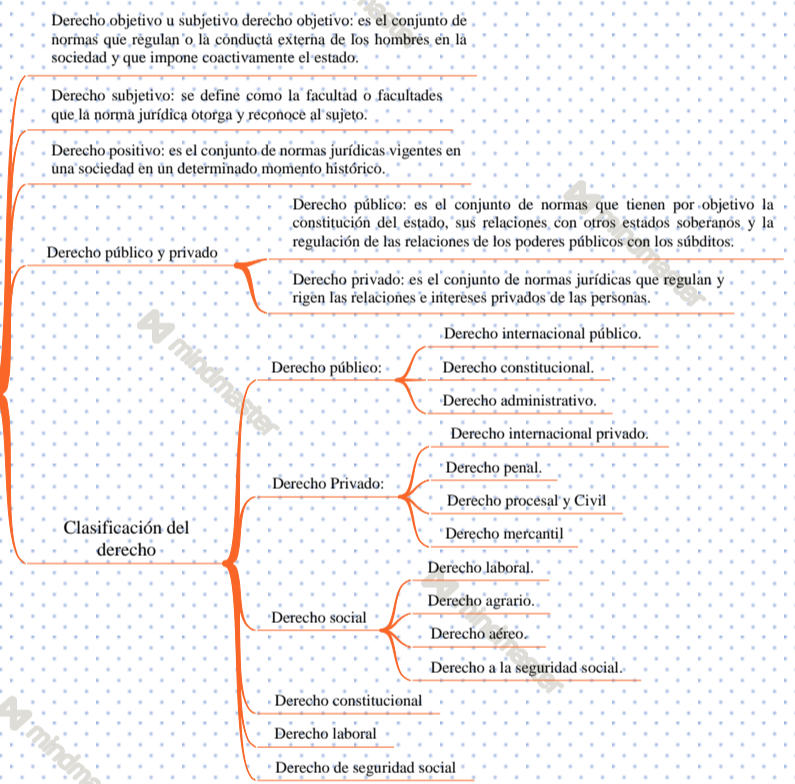 Derecho objetivo u subjetivo derecho objetivo: es el conjunto de
normas que regulan o la conducta externa de los hombres en la
sociedad y que impone coactivamente el estado.
Derecho subjetivo: se define como la facultad o facultades
que la norma jurídica otorga y reconoce al sujeto.
Derecho positivo: es el conjunto de normas jurídicas vigentes en
una sociedad en un determinado momento histórico.
Derecho público y privado
Derecho público: es el conjunto de normas que tienen por objetivo la
constitución del estado, sus relaciones con otros estados soberanos y la
regulación de las relaciones de los poderes públicos con los súbditos.
Derecho privado: es el conjunto de normas jurídicas que regulan y
rigen las relaciones e intereses privados de las personas.
Clasificación del
derecho
Derecho público:
Derecho internacional público.
Derecho constitucional.
Derecho administrativo.
Derecho Privado:
Derecho internacional privado.
Derecho penal.
Derecho procesal y Civil
Derecho mercantil
Derecho social
Derecho laboral.
Derecho agrario.
Derecho aéreo.
Derecho a la seguridad social.
Derecho constitucional
Derecho laboral
Derecho de seguridad social
mindmaster
mindmaster
mindmaster